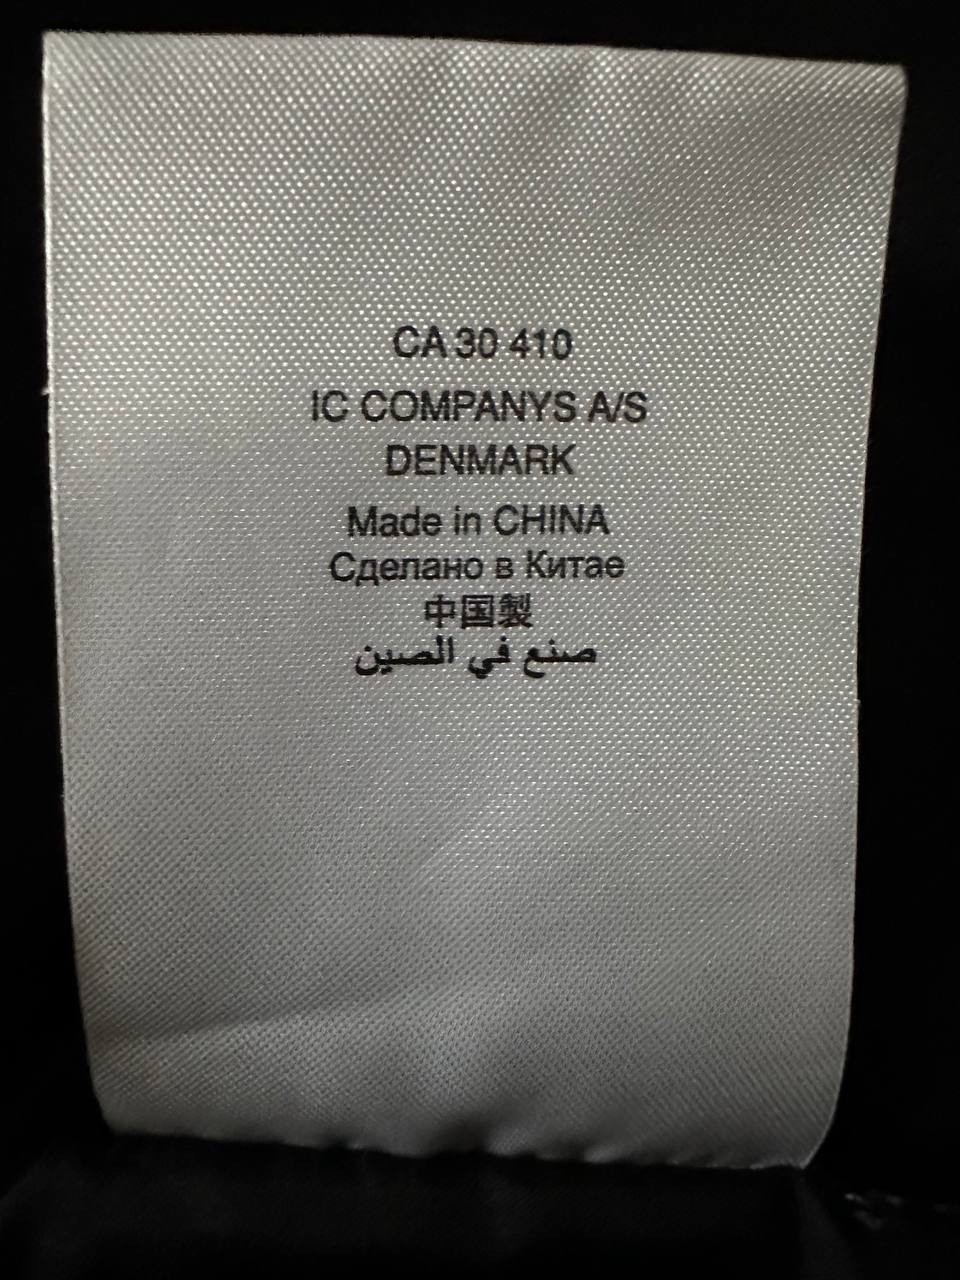 CA 30 410
IC COMPANYS A/S
DENMARK
Made in CHINA
Сделано в Китае
中国製
صنع في الصين